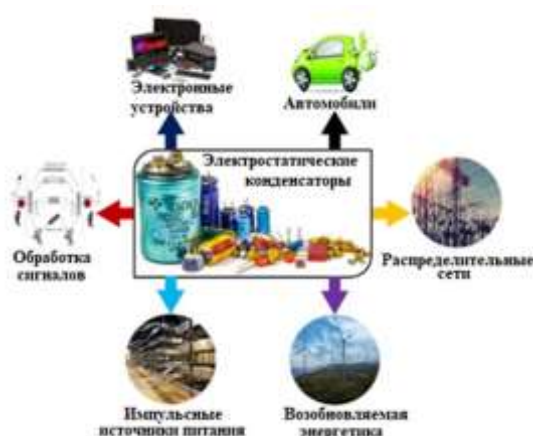 Электронные
устройства
Автомобили
Электростатические
конденсаторы
Обработка
сигналов
Распределительные
сети
Импульсные
источники питания
Возобновляемая
энергетика